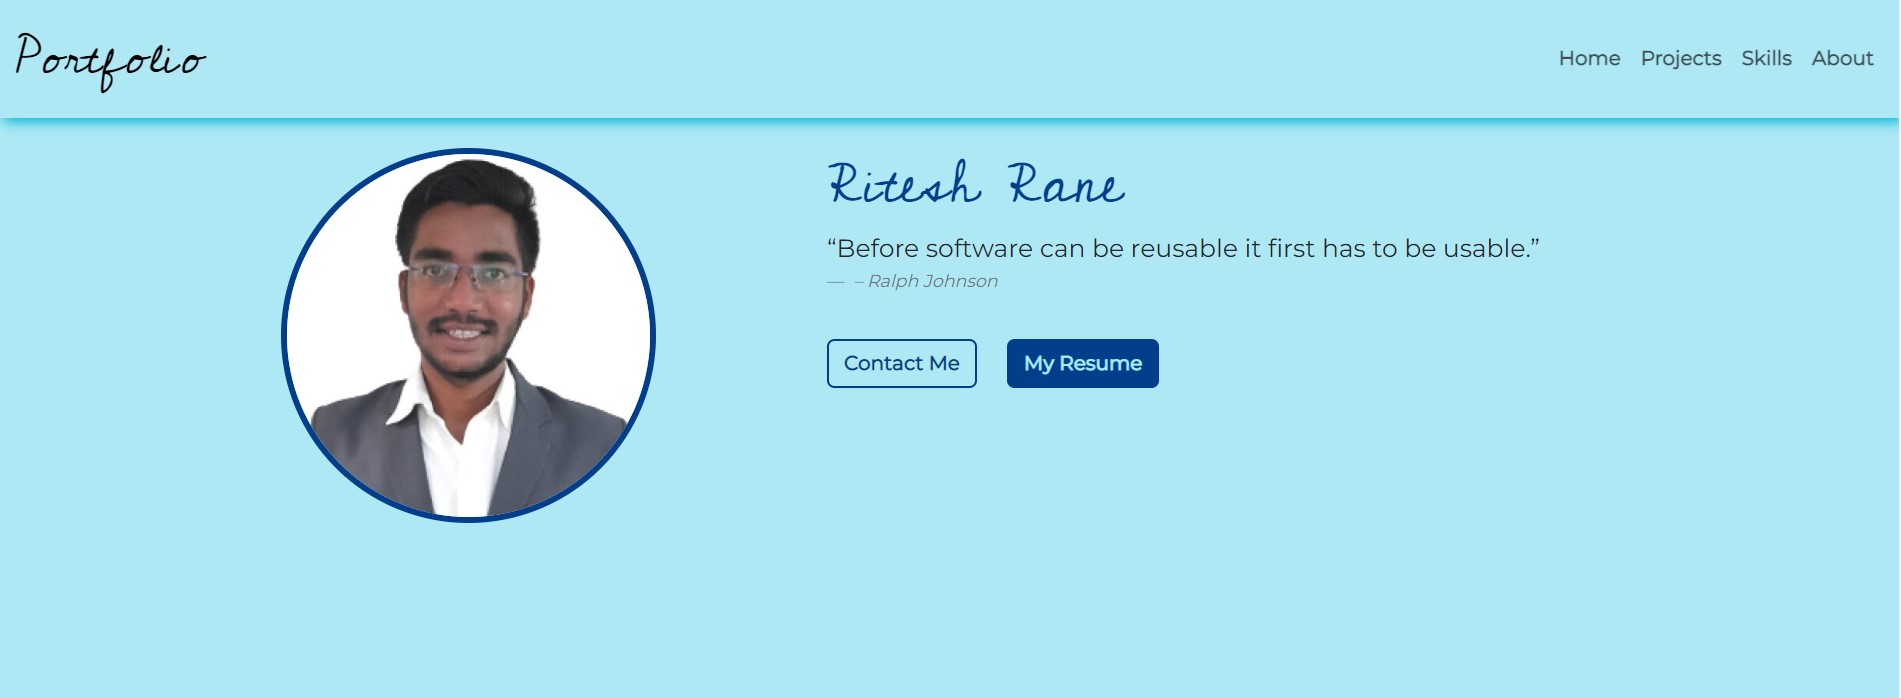 Portfolio
Home Projects Skills About
Ritesh Rane
“Before software can be reusable it first has to be usable.”
— – Ralph Johnson
Contact Me My Resume